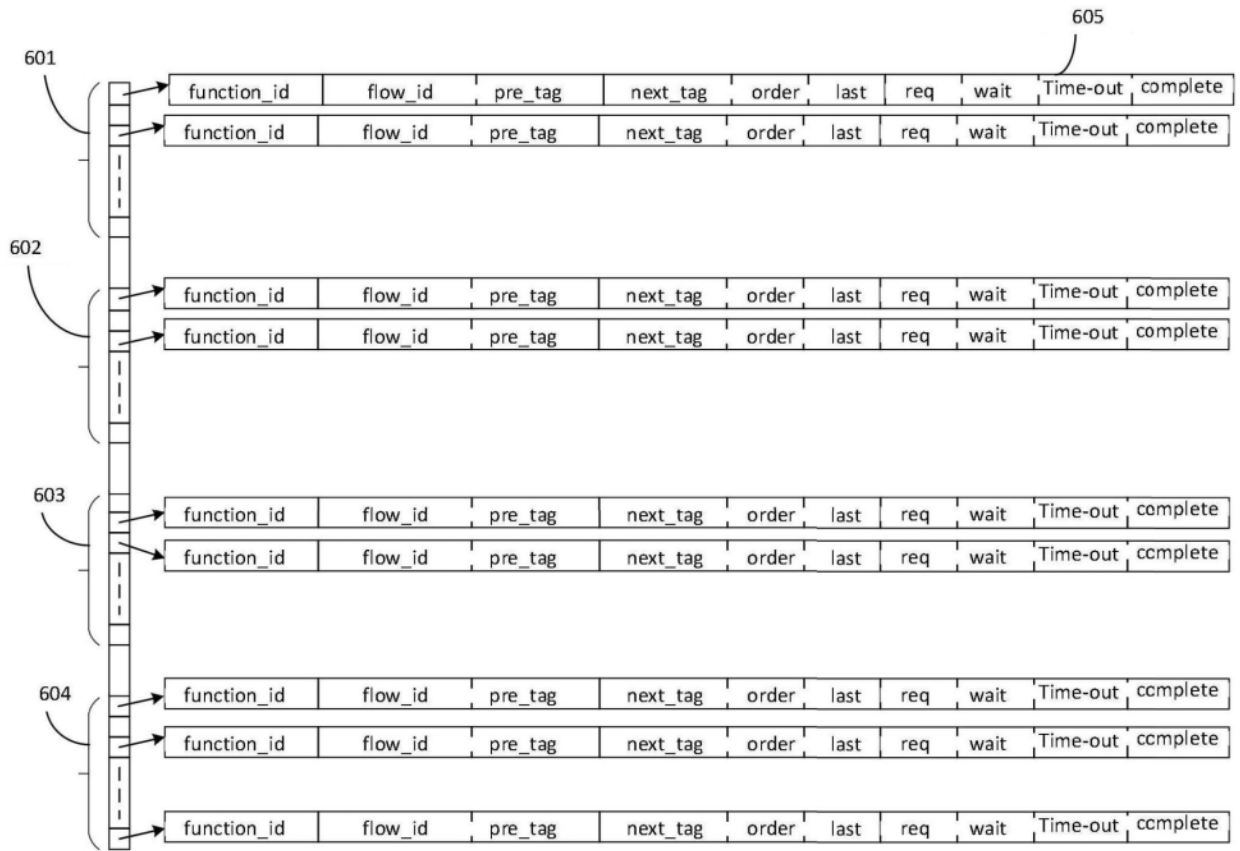 605
601
function_id flow_id pre_tag next_tag order last req wait Time-out complete
function_id flow_id pre_tag next_tag order last req wait Time-out complete
602
function_id flow_id pre_tag next_tag order last req wait Time-out complete
function_id flow_id pre_tag next_tag order last req wait Time-out complete
603
function_id flow_id pre_tag next_tag order last req wait Time-out complete
function_id flow_id pre_tag next_tag order last req wait Time-out complete
604
function_id flow_id pre_tag next_tag order last req wait Time-out complete
function_id flow_id pre_tag next_tag order last req wait Time-out complete
function_id flow_id pre_tag next_tag order last req wait Time-out complete